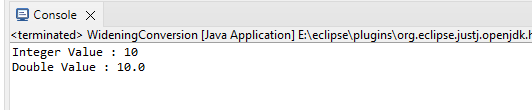 Console
<terminated> WideningConversion [Java Application] E:\eclipse\plugins\org.eclipse.justj.openjdk.h
Integer Value : 10
Double Value : 10.0